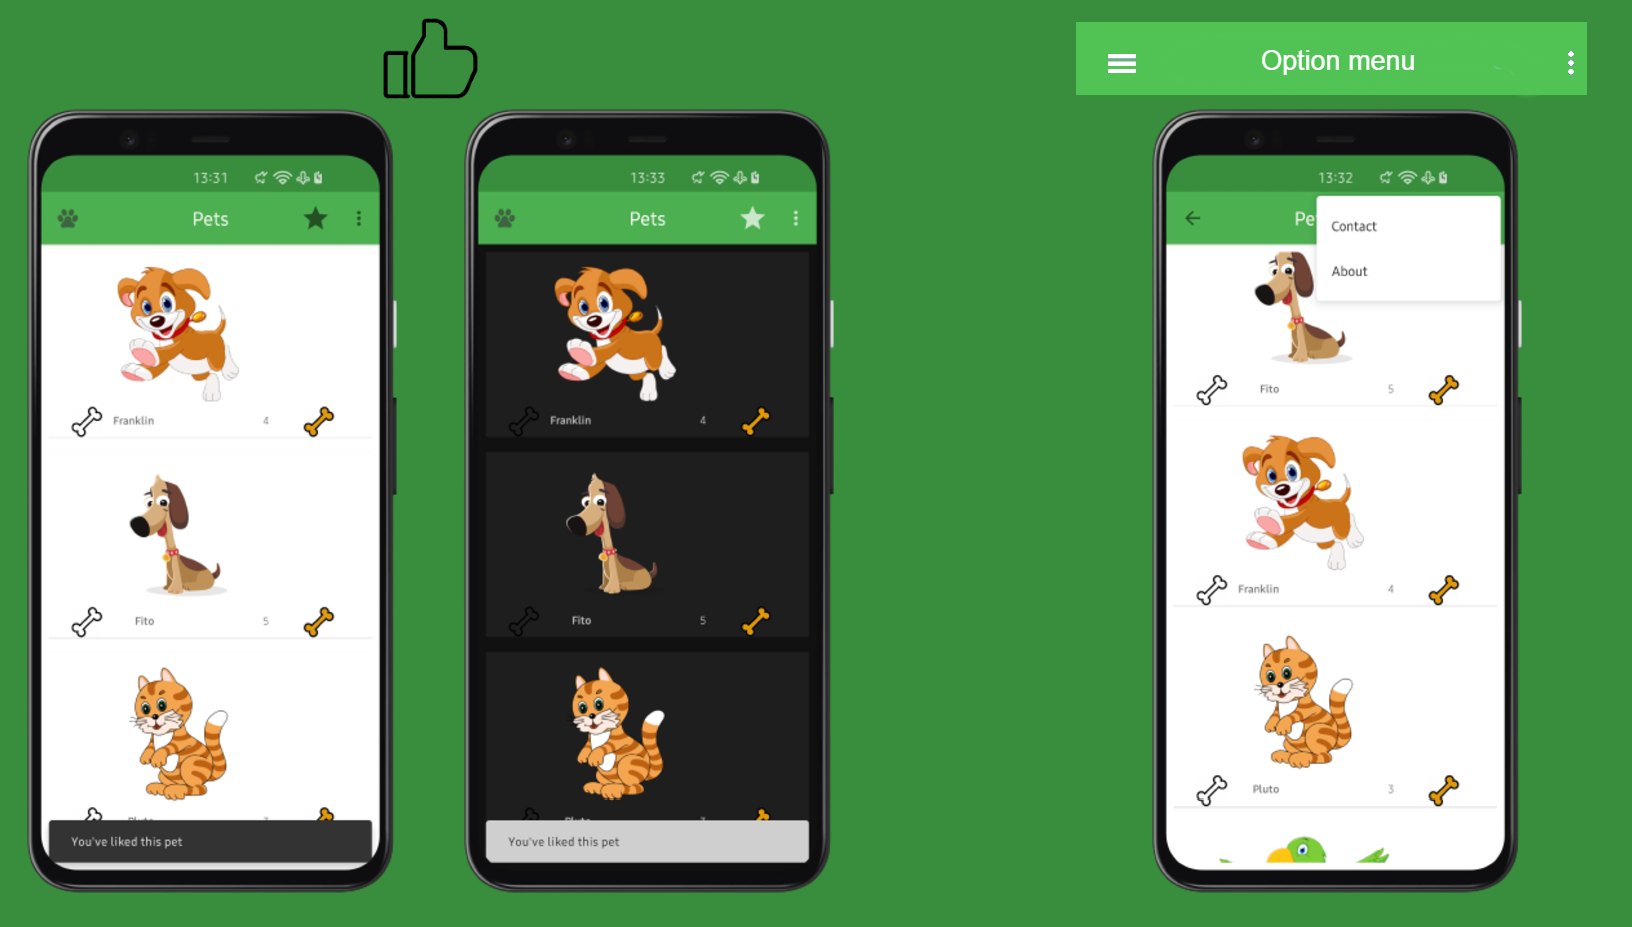 Option menu
13:31
Pets
Franklin
4
Fito
5
You've liked this pet
13:33
Pets
Franklin
4
Fito
5
You've liked this pet
13:32
Contact
About
Fito
5
Franklin
4
Pluto
3